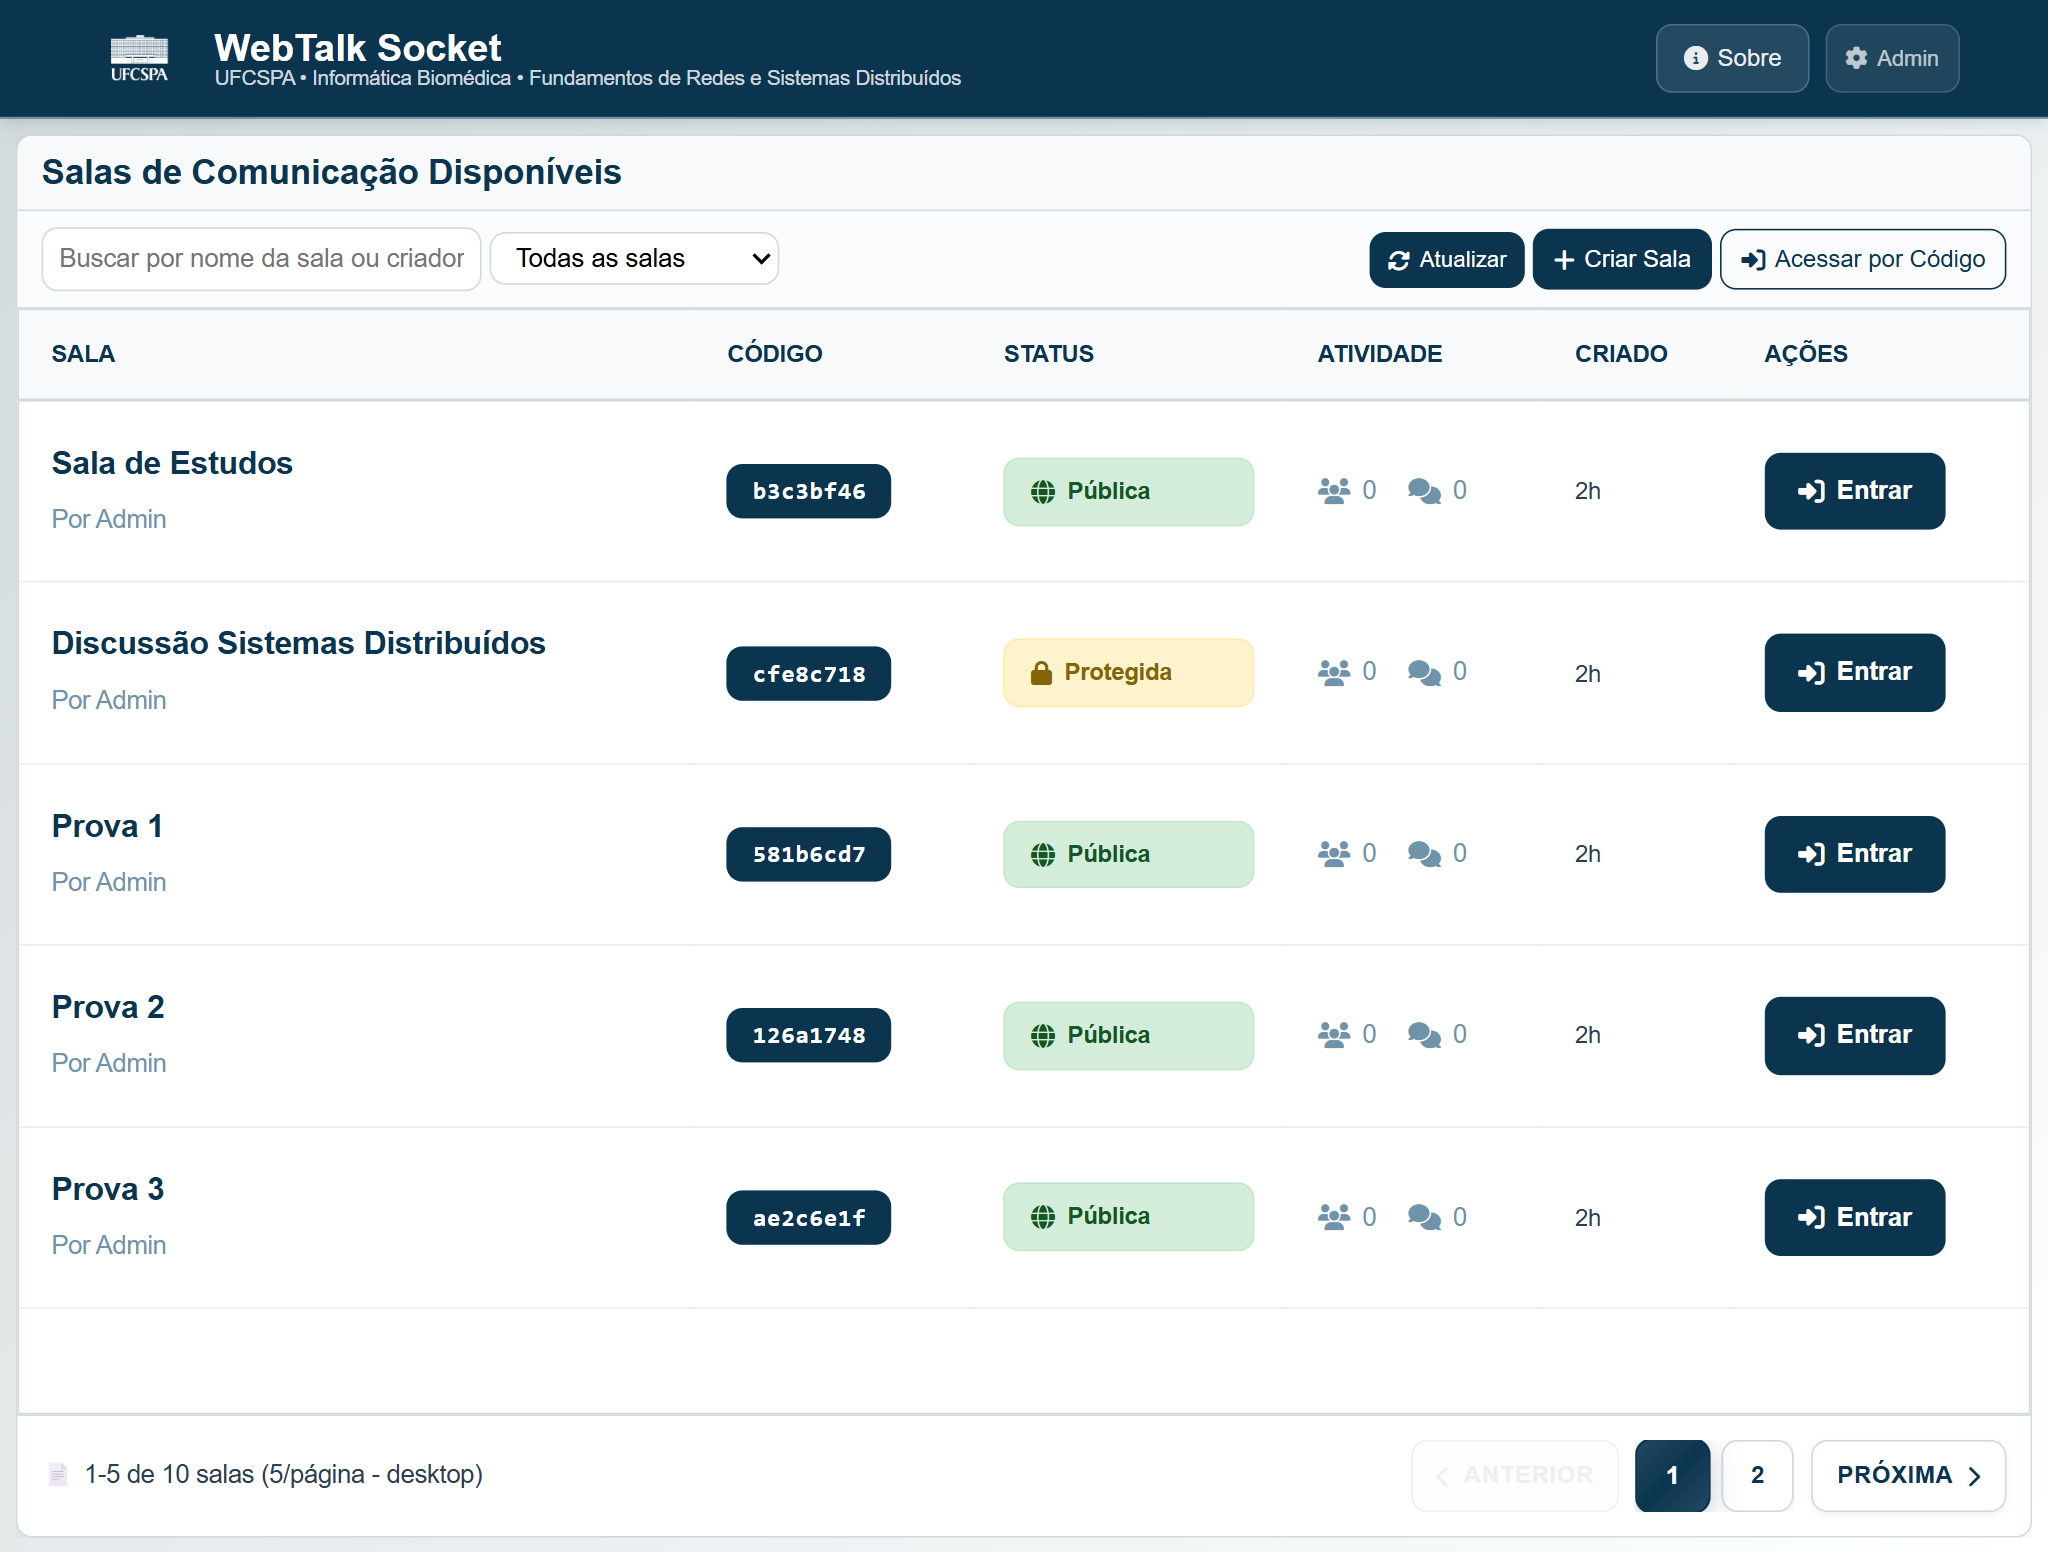 UFCSPA
WebTalk Socket
UFCSPA • Informática Biomédica • Fundamentos de Redes e Sistemas Distribuídos
Sobre
Admin
Salas de Comunicação Disponíveis
Buscar por nome da sala ou criador
Todas as salas
Atualizar
Criar Sala
Acessar por Código
SALA CÓDIGO STATUS ATIVIDADE CRIADO AÇÕES
Sala de Estudos
Por Admin
b3c3bf46 Pública 0 0 2h Entrar
Discussão Sistemas Distribuídos
Por Admin
cfe8c718 Protegida 0 0 2h Entrar
Prova 1
Por Admin
581b6cd7 Pública 0 0 2h Entrar
Prova 2
Por Admin
126a1748 Pública 0 0 2h Entrar
Prova 3
Por Admin
ae2c6e1f Pública 0 0 2h Entrar
1-5 de 10 salas (5/página - desktop)
ANTERIOR 1 2 PRÓXIMA